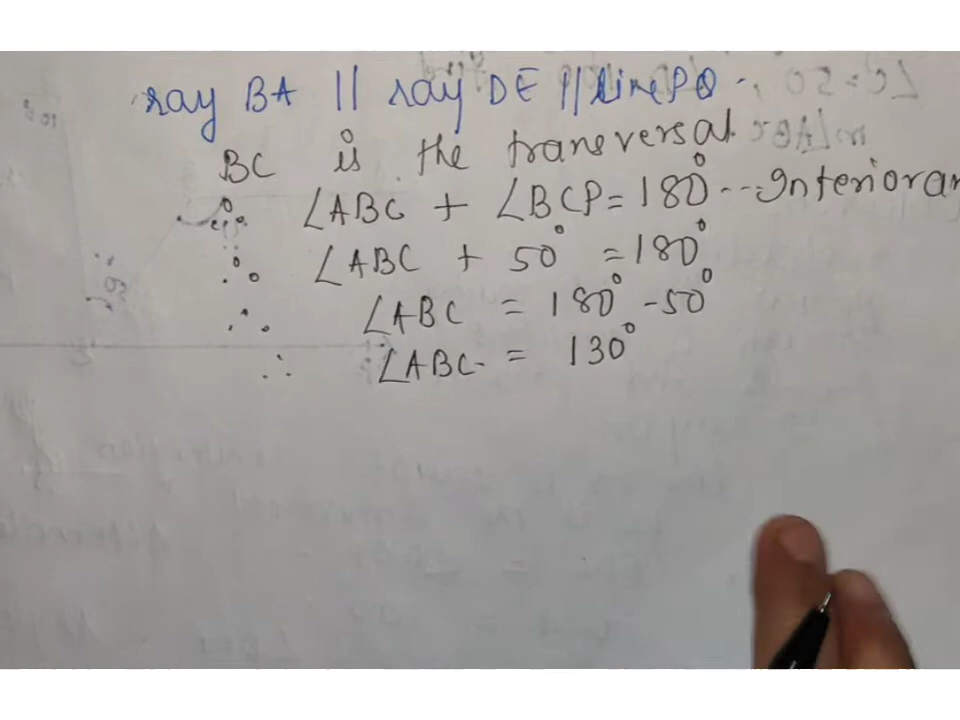 ray BA || ray DE || line PQ
BC is the transversal
∴ ∠ABC + ∠BCP = 180° --- Interior an
∴ ∠ABC + 50° = 180°
∴ ∠ABC = 180° - 50°
∴ ∠ABC = 130°